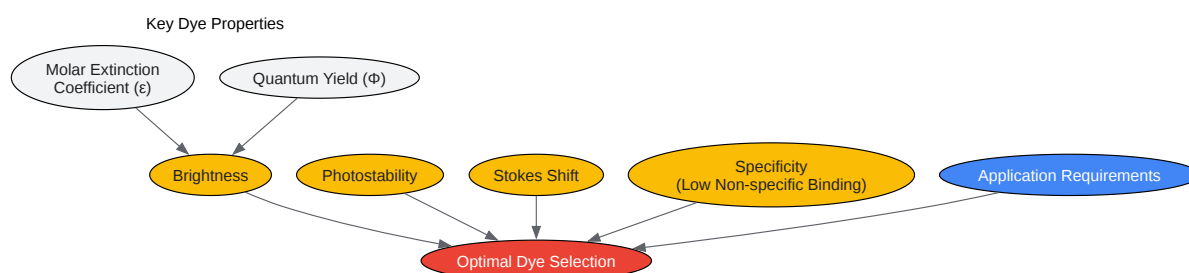 Key Dye Properties
Molar Extinction
Coefficient (ε)
Quantum Yield (Φ)
Brightness
Photostability
Stokes Shift
Specificity
(Low Non-specific Binding)
Application Requirements
Optimal Dye Selection